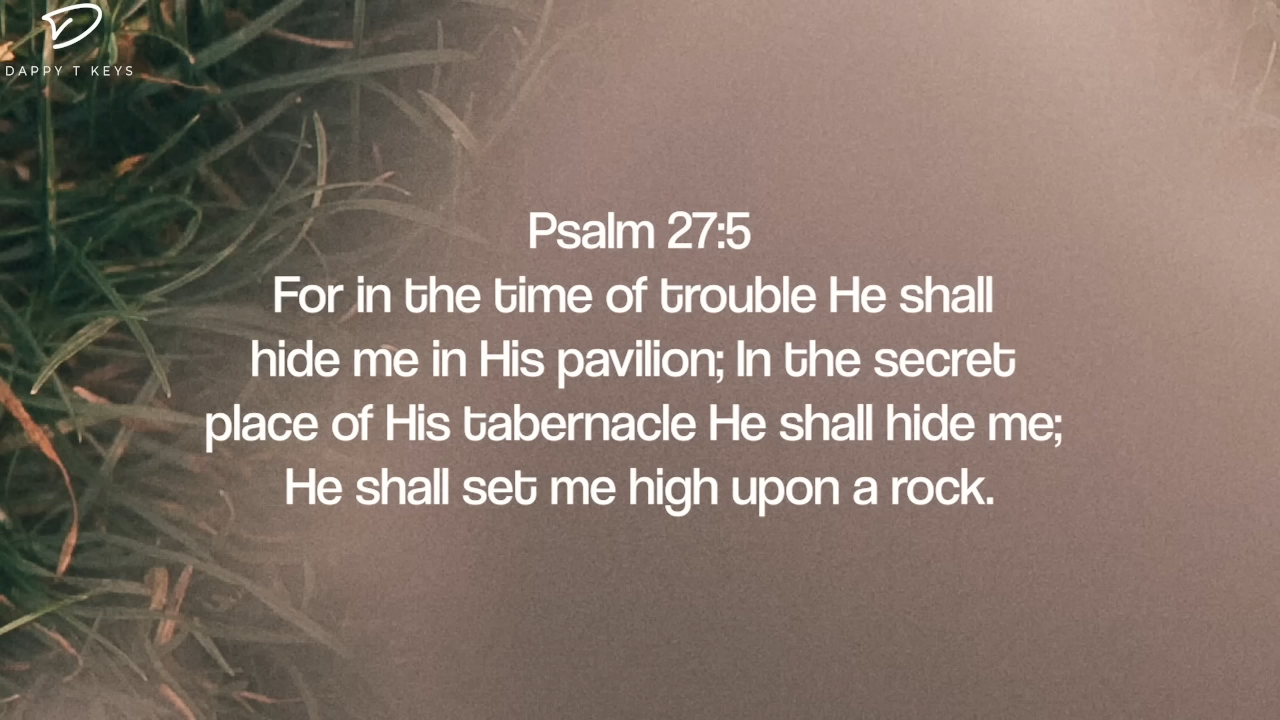 DAPPY T KEYS
Psalm 27:5
For in the time of trouble He shall
hide me in His pavilion; In the secret
place of His tabernacle He shall hide me;
He shall set me high upon a rock.